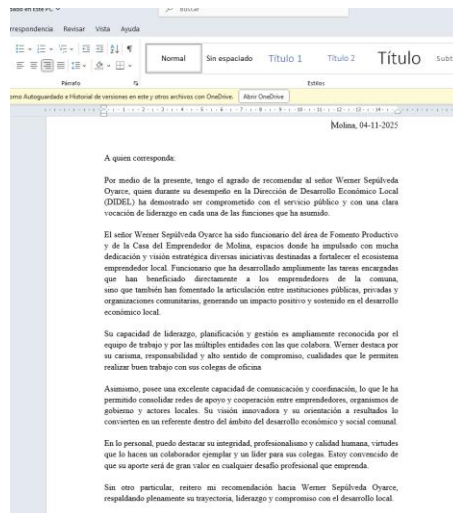 Buscar
rrespondencia Revisar Vista Ayuda
Normal Sin espaciado Título 1 Título 2 Título
Párrafo Estilos
omo Autoguardado e Historial de versiones en este y otros archivos con OneDrive. Abrir OneDrive
Molina, 04-11-2025
A quien corresponda:
Por medio de la presente, tengo el agrado de recomendar al señor Werner Sepúlveda
Oyarce, quien durante su desempeño en la Dirección de Desarrollo Económico Local
(DIDEL) ha demostrado ser comprometido con el servicio público y con una clara
vocación de liderazgo en cada una de las funciones que ha asumido.
El señor Werner Sepúlveda Oyarce ha sido funcionario del área de Fomento Productivo
y de la Casa del Emprendedor de Molina, espacios donde ha impulsado con mucha
dedicación y visión estratégica diversas iniciativas destinadas a fortalecer el ecosistema
emprendedor local. Funcionario que ha desarrollado ampliamente las tareas encargadas
que han beneficiado directamente a los emprendedores de la comuna,
sino que también han fomentado la articulación entre instituciones públicas, privadas y
organizaciones comunitarias, generando un impacto positivo y sostenido en el desarrollo
económico local.
Su capacidad de liderazgo, planificación y gestión es ampliamente reconocida por el
equipo de trabajo y por las múltiples entidades con las que colabora. Werner destaca por
su carisma, responsabilidad y alto sentido de compromiso, cualidades que le permiten
realizar buen trabajo con sus colegas de oficina
Asimismo, posee una excelente capacidad de comunicación y coordinación, lo que le ha
permitido consolidar redes de apoyo y cooperación entre emprendedores, organismos de
gobierno y actores locales. Su visión innovadora y su orientación a resultados lo
convierten en un referente dentro del ámbito del desarrollo económico y social comunal.
En lo personal, puedo destacar su integridad, profesionalismo y calidad humana, virtudes
que lo hacen un colaborador ejemplar y un líder para sus colegas. Estoy convencido de
que su aporte será de gran valor en cualquier desafío profesional que emprenda.
Sin otro particular, reitero mi recomendación hacia Werner Sepúlveda Oyarce,
respaldando plenamente su trayectoria, liderazgo y compromiso con el desarrollo local.